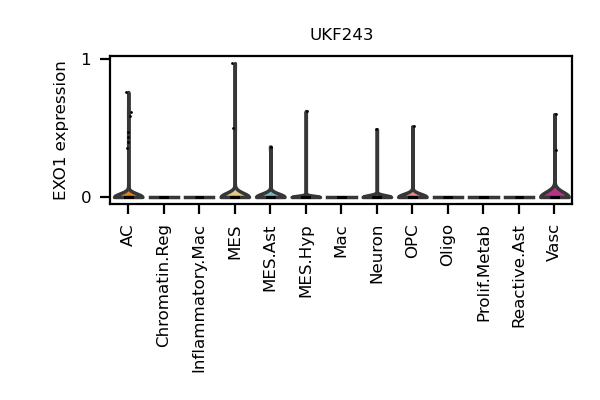 UKF243
EXO1 expression
1
0
AC
Chromatin.Reg
Inflammatory.Mac
MES
MES.Ast
MES.Hyp
Mac
Neuron
OPC
Oligo
Prolif.Metab
Reactive.Ast
Vasc